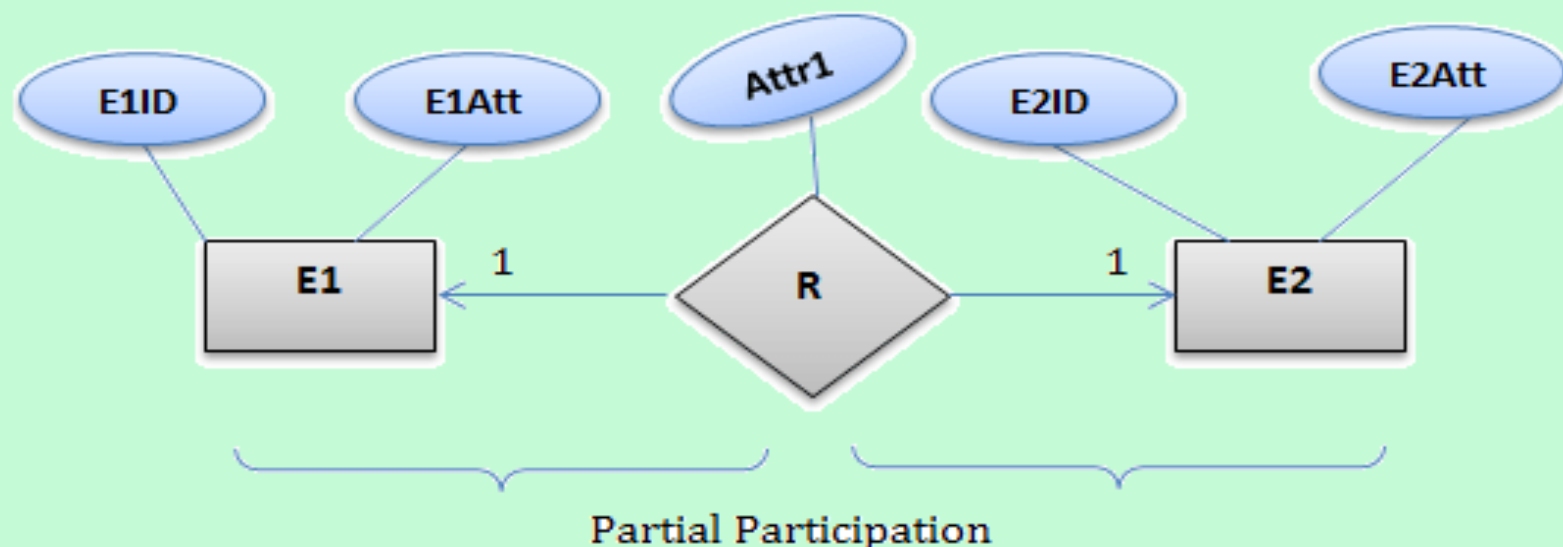 E1ID
E1Att
Attr1
E2ID
E2Att
E1
1
R
1
E2
Partial Participation